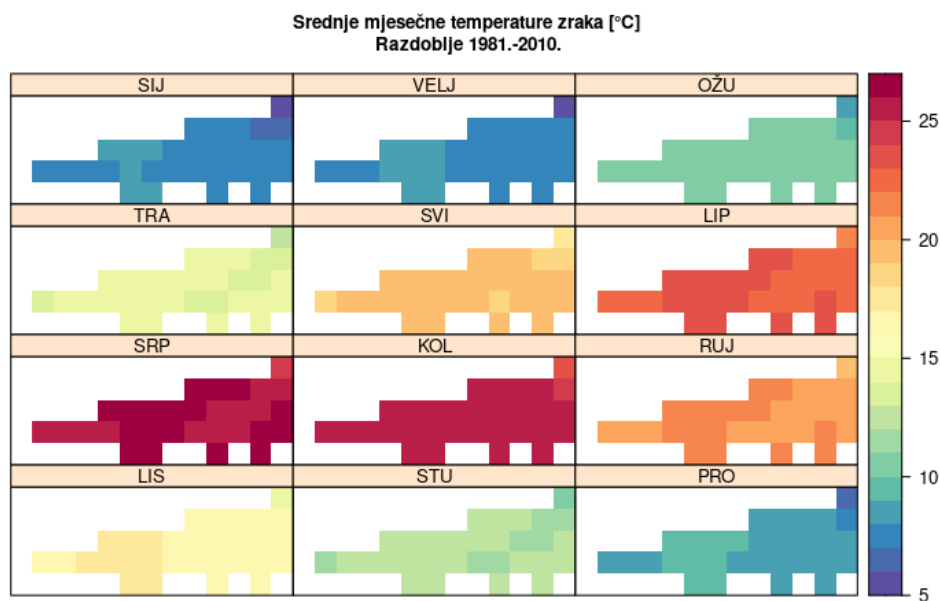 Srednje mjesečne temperature zraka [°C]
Razdoblje 1981.-2010.
SIJ VELJ OŽU
TRA SVI LIP
SRP KOL RUJ
LIS STU PRO
25
20
15
10
5